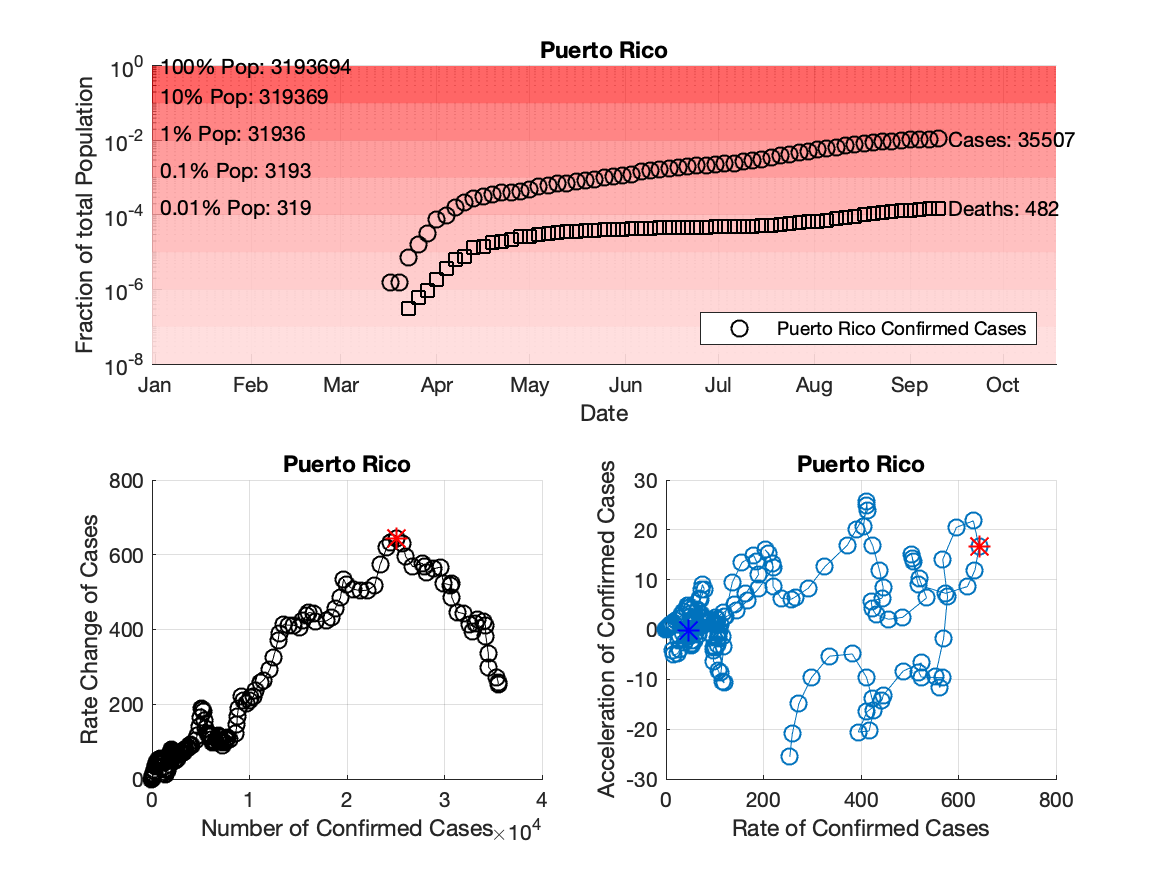 Puerto Rico
Fraction of total Population
10^0
10^-2
10^-4
10^-6
10^-8
100% Pop: 3193694
10% Pop: 319369
1% Pop: 31936
0.1% Pop: 3193
0.01% Pop: 319
Cases: 35507
Deaths: 482
Puerto Rico Confirmed Cases
Jan Feb Mar Apr May Jun Jul Aug Sep Oct
Date
Puerto Rico
Rate Change of Cases
800
600
400
200
0
0 1 2 3 4
Number of Confirmed Cases ×10^4
Puerto Rico
Acceleration of Confirmed Cases
30
20
10
0
-10
-20
-30
0 200 400 600 800
Rate of Confirmed Cases